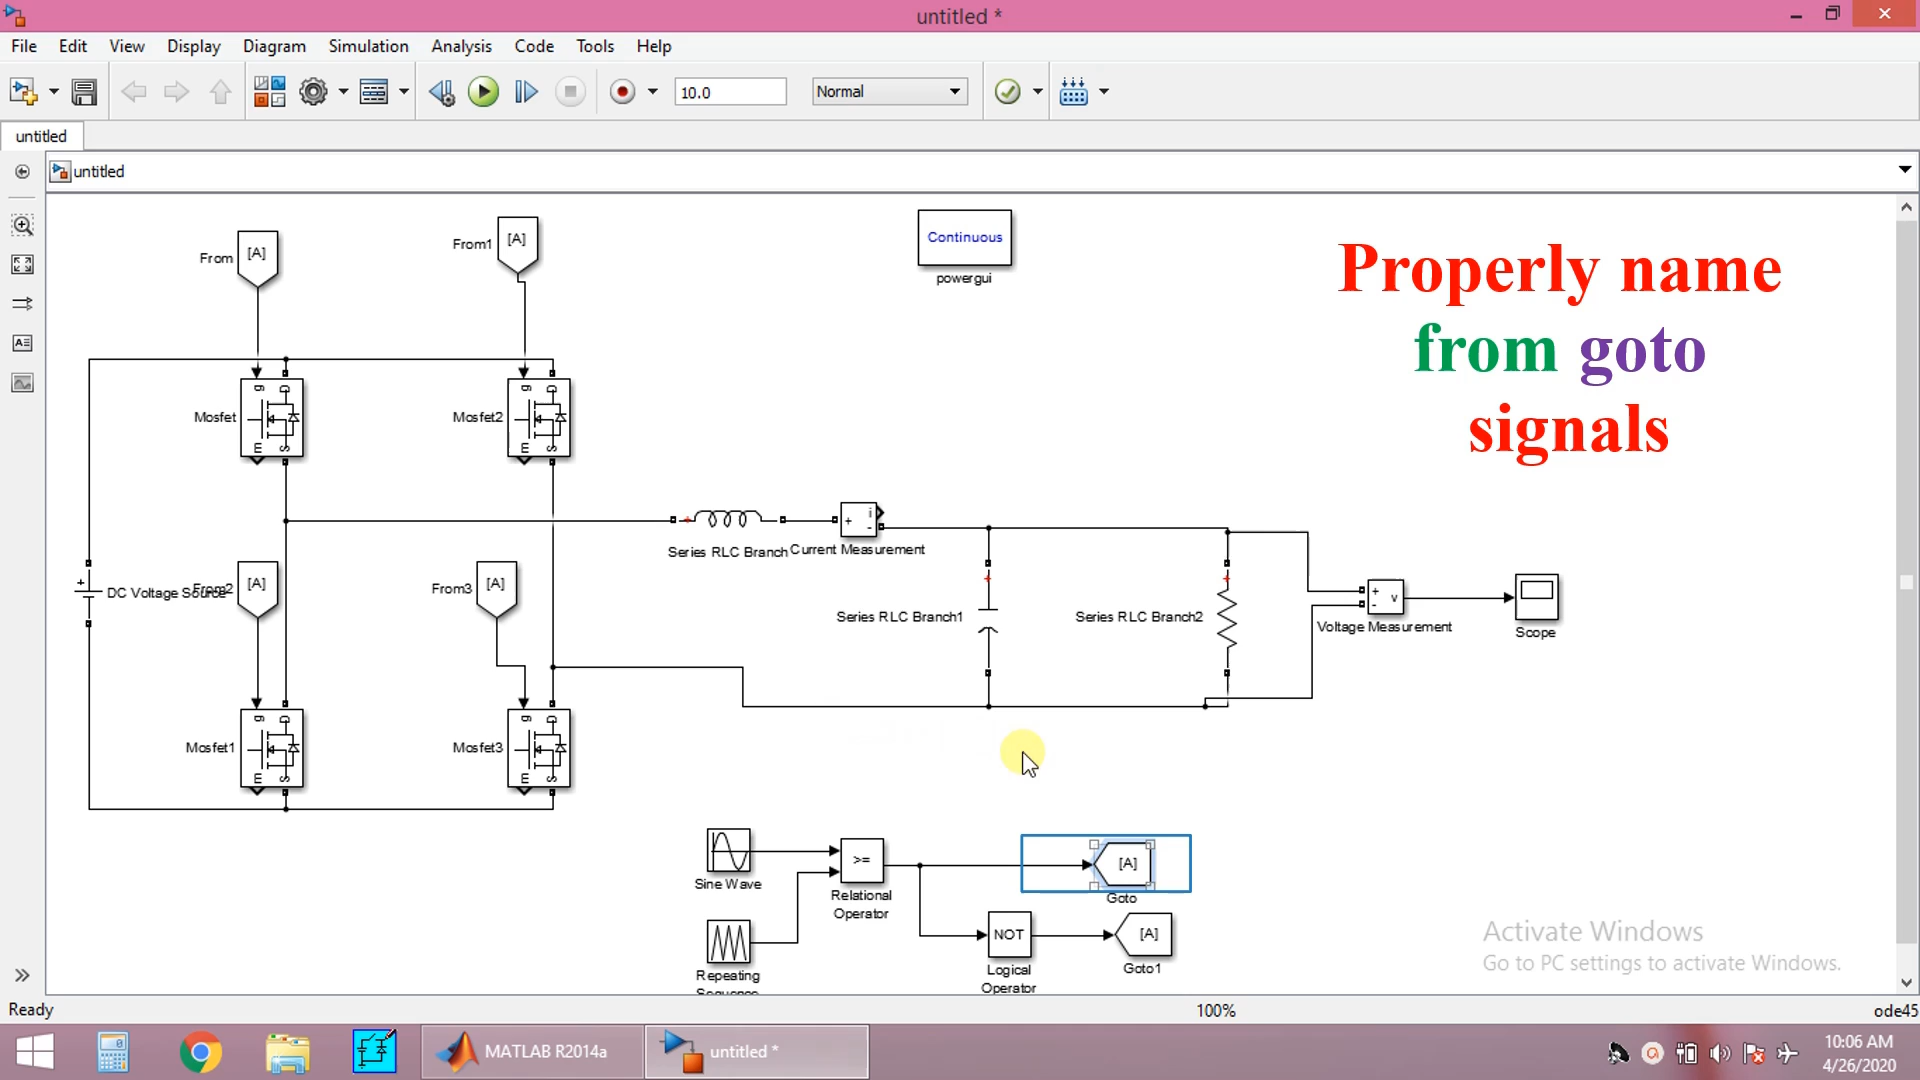 untitled *
File Edit View Display Diagram Simulation Analysis Code Tools Help
10.0 Normal
untitled
untitled
From [A]
From1 [A]
Continuous
powergui
Properly name
from goto
signals
g D
Mosfet
m S
g D
Mosfet2
m S
+ i -
Series RLC Branch Current Measurement
+
DC Voltage Source
From2 [A]
From3 [A]
Series RLC Branch1
Series RLC Branch2
+ - v
Voltage Measurement
Scope
g D
Mosfet1
m S
g D
Mosfet3
m S
Sine Wave
>=
Relational
Operator
[A]
Goto
Repeating
NOT
Logical
Operator
[A]
Goto1
Activate Windows
Go to PC settings to activate Windows.
Ready 100% ode45
MATLAB R2014a
untitled *
10:06 AM
4/26/2020